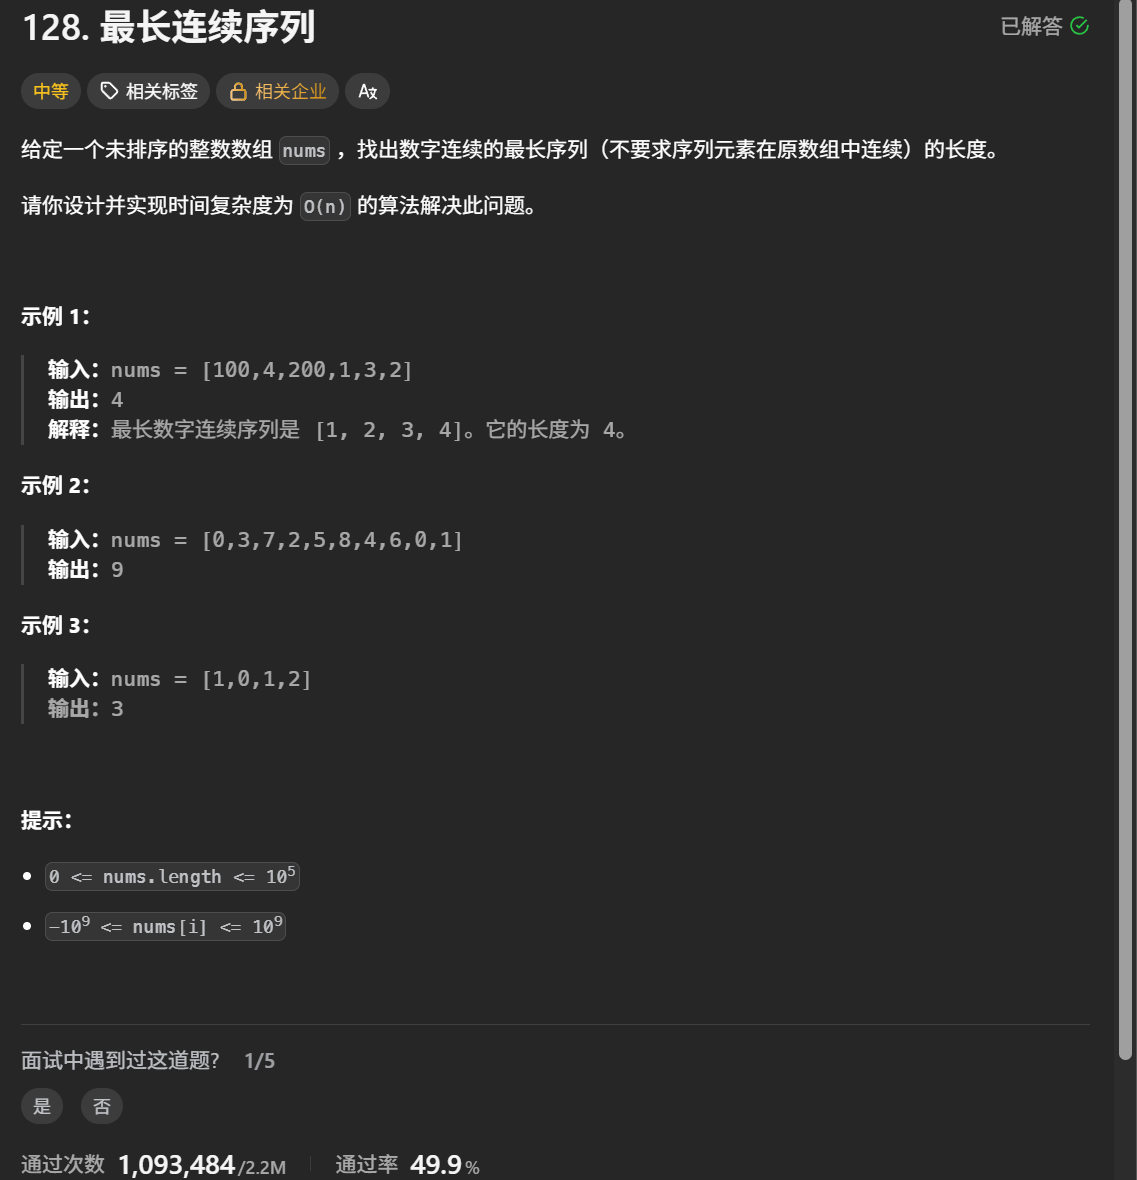 128. 最长连续序列
已解答
中等 相关标签 相关企业
给定一个未排序的整数数组 nums ，找出数字连续的最长序列（不要求序列元素在原数组中连续）的长度。
请你设计并实现时间复杂度为 O(n) 的算法解决此问题。
示例 1：
输入：nums = [100,4,200,1,3,2]
输出：4
解释：最长数字连续序列是 [1, 2, 3, 4]。它的长度为 4。
示例 2：
输入：nums = [0,3,7,2,5,8,4,6,0,1]
输出：9
示例 3：
输入：nums = [1,0,1,2]
输出：3
提示：
0 <= nums.length <= 10⁵
-10⁹ <= nums[i] <= 10⁹
面试中遇到过这道题? 1/5
是 否
通过次数 1,093,484/2.2M 通过率 49.9%